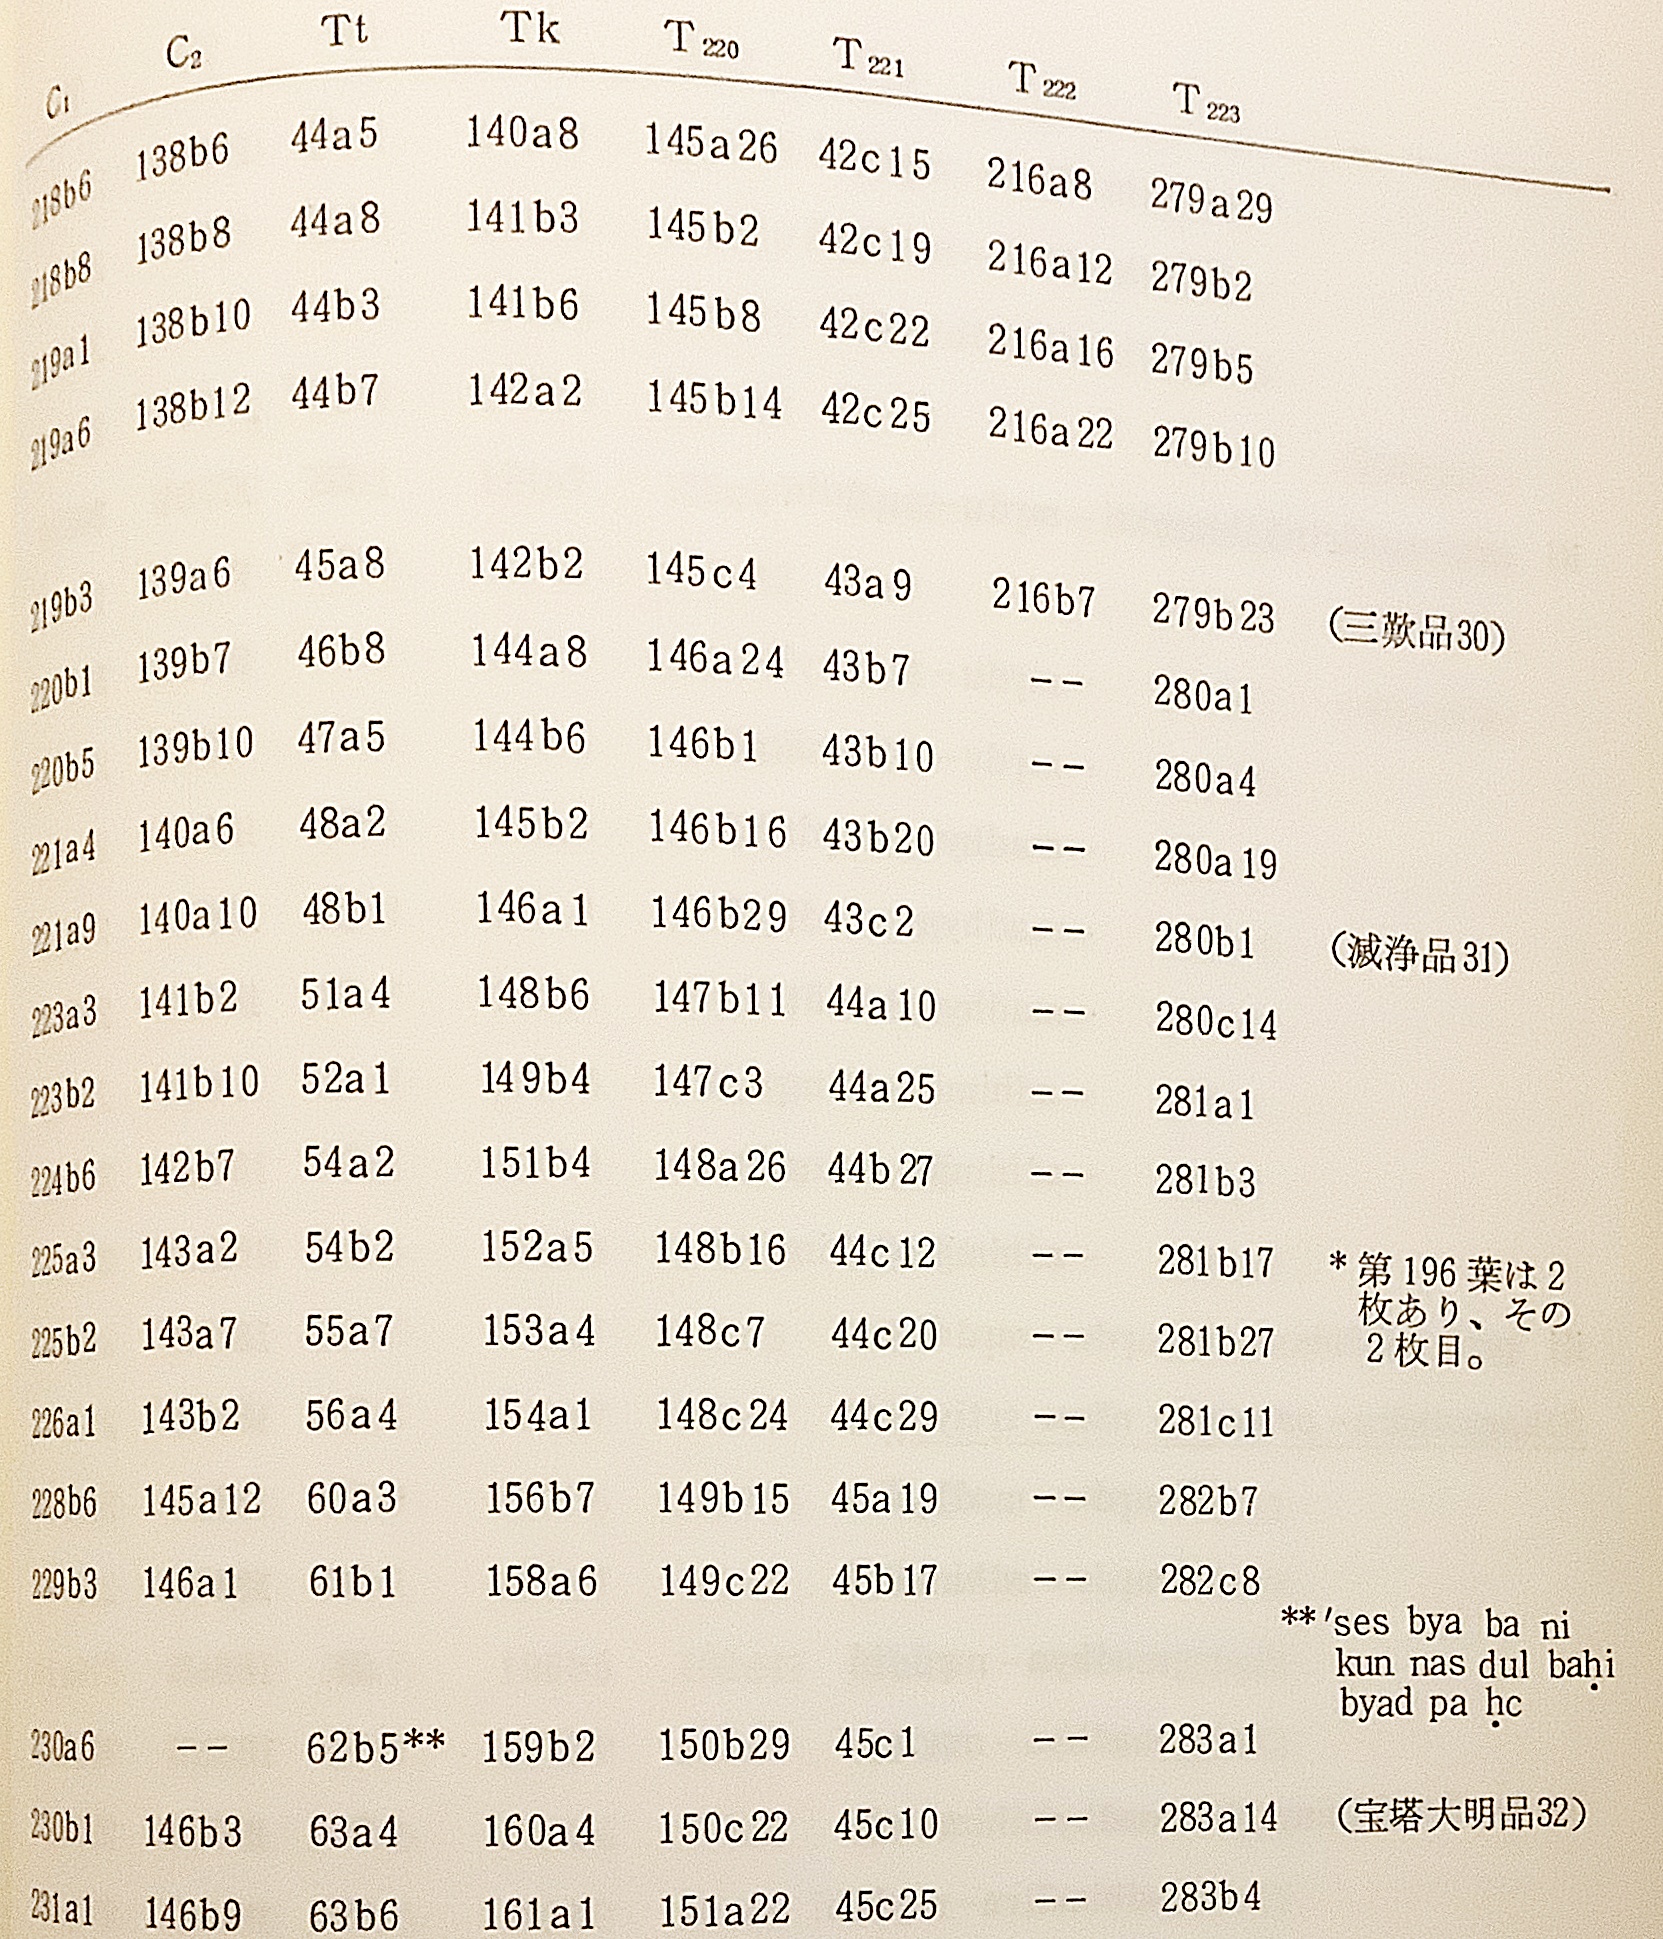 C₁ C₂ Tt Tk T₂₂₀ T₂₂₁ T₂₂₂ T₂₂₃
218b6 138b6 44a5 140a8 145a26 42c15 216a8 279a29
218b8 138b8 44a8 141b3 145b2 42c19 216a12 279b2
219a1 138b10 44b3 141b6 145b8 42c22 216a16 279b5
219a6 138b12 44b7 142a2 145b14 42c25 216a22 279b10
219b3 139a6 45a8 142b2 145c4 43a9 216b7 279b23 (三歎品30)
220b1 139b7 46b8 144a8 146a24 43b7 -- 280a1
220b5 139b10 47a5 144b6 146b1 43b10 -- 280a4
221a4 140a6 48a2 145b2 146b16 43b20 -- 280a19
221a9 140a10 48b1 146a1 146b29 43c2 -- 280b1 (滅浄品31)
223a3 141b2 51a4 148b6 147b11 44a10 -- 280c14
223b2 141b10 52a1 149b4 147c3 44a25 -- 281a1
224b6 142b7 54a2 151b4 148a26 44b27 -- 281b3
225a3 143a2 54b2 152a5 148b16 44c12 -- 281b17 *第196葉は2
枚あり、その
225b2 143a7 55a7 153a4 148c7 44c20 -- 281b27 2枚目。
226a1 143b2 56a4 154a1 148c24 44c29 -- 281c11
228b6 145a12 60a3 156b7 149b15 45a19 -- 282b7
229b3 146a1 61b1 158a6 149c22 45b17 -- 282c8
**'ses bya ba ni
kun nas dul baḥi
byad pa ḥc
230a6 -- 62b5** 159b2 150b29 45c1 -- 283a1
230b1 146b3 63a4 160a4 150c22 45c10 -- 283a14 (宝塔大明品32)
231a1 146b9 63b6 161a1 151a22 45c25 -- 283b4